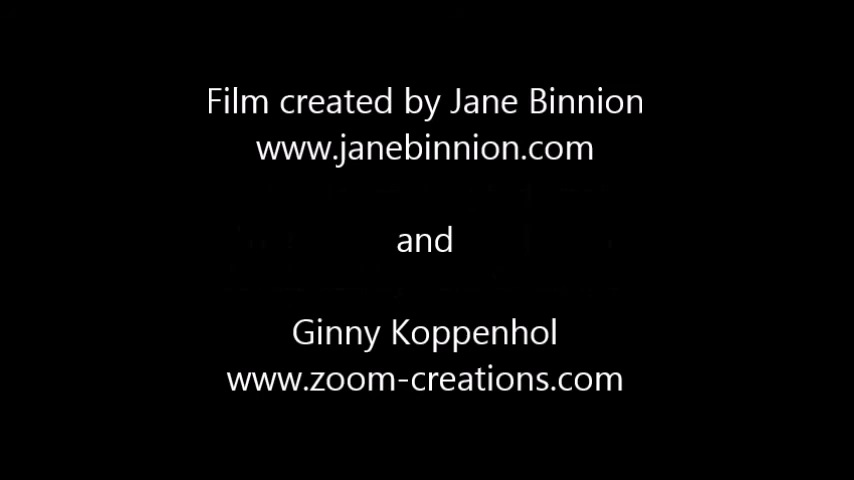 Film created by Jane Binnion
www.janebinnion.com
and
Ginny Koppenhol
www.zoom-creations.com